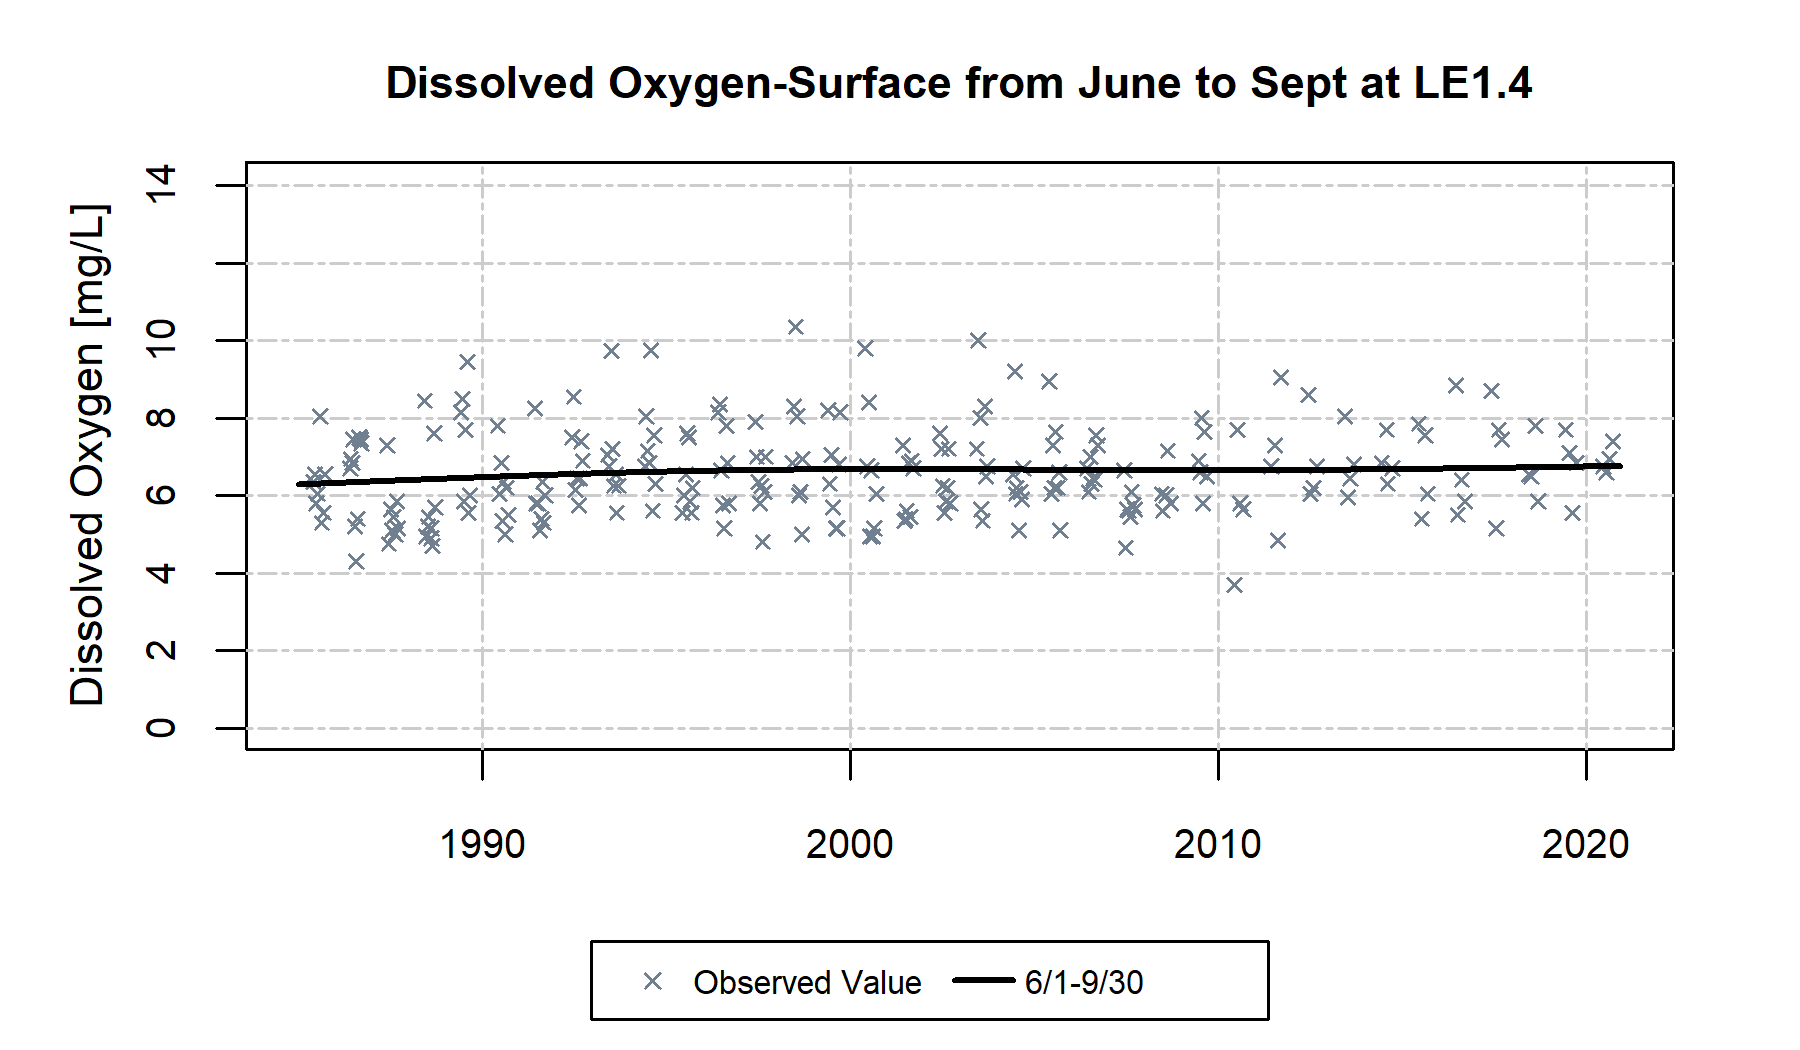 Dissolved Oxygen-Surface from June to Sept at LE1.4
Dissolved Oxygen [mg/L]
14
10
8
6
4
2
0
1990 2000 2010 2020
Observed Value 6/1-9/30